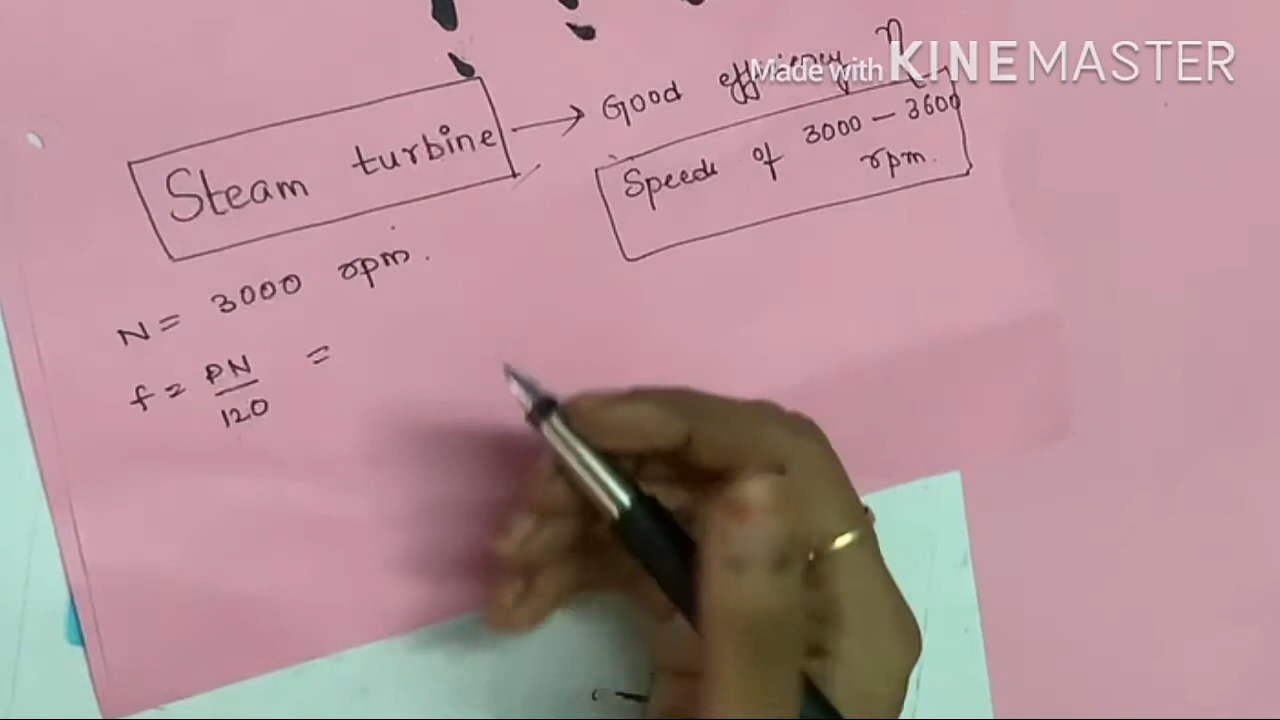 Made with KINEMASTER
Steam turbine → Good efficiency η
Speeds of 3000 – 3600
rpm.
N = 3000 rpm.
f = PN =
120